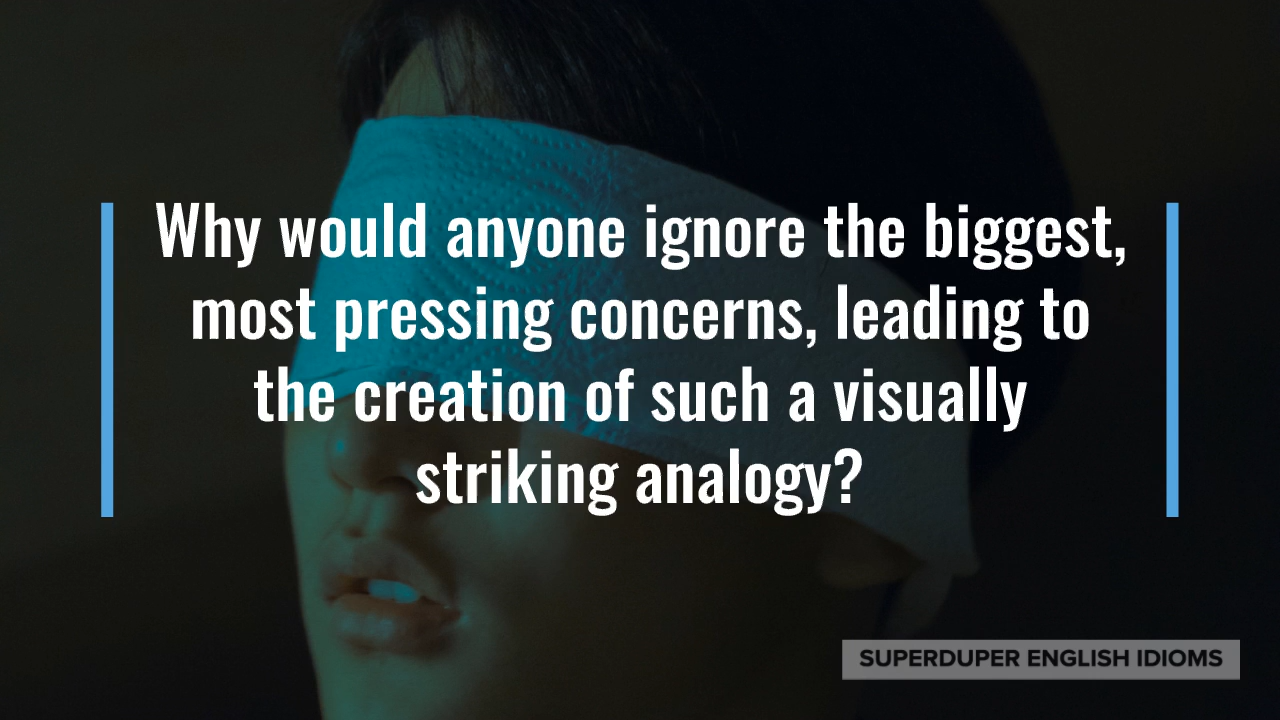 Why would anyone ignore the biggest,
most pressing concerns, leading to
the creation of such a visually
striking analogy?
SUPERDUPER ENGLISH IDIOMS